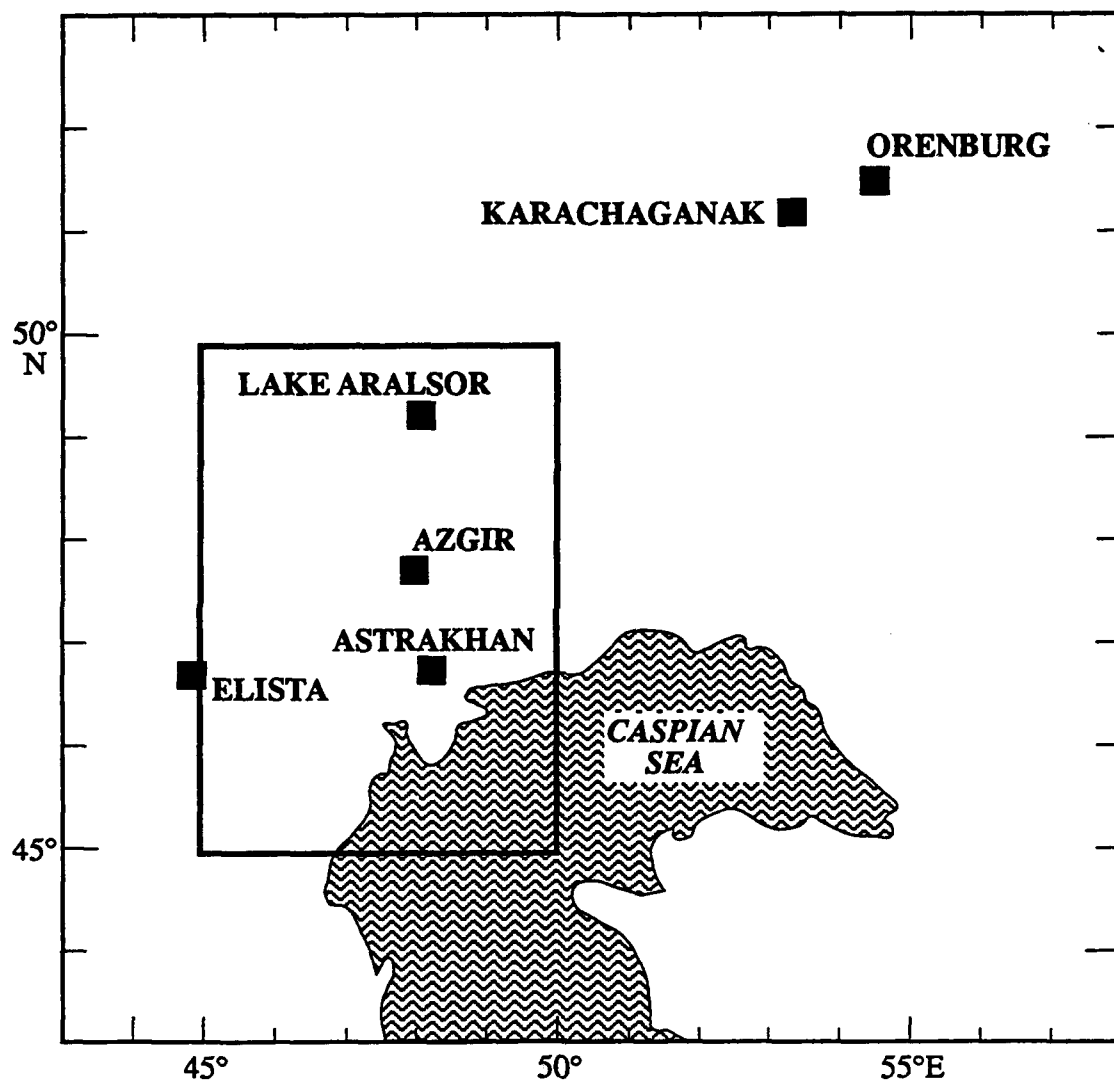 ORENBURG
KARACHAGANAK
50°
N
LAKE ARALSOR
AZGIR
ASTRAKHAN
ELISTA
CASPIAN
SEA
45°
45°
50°
55°E